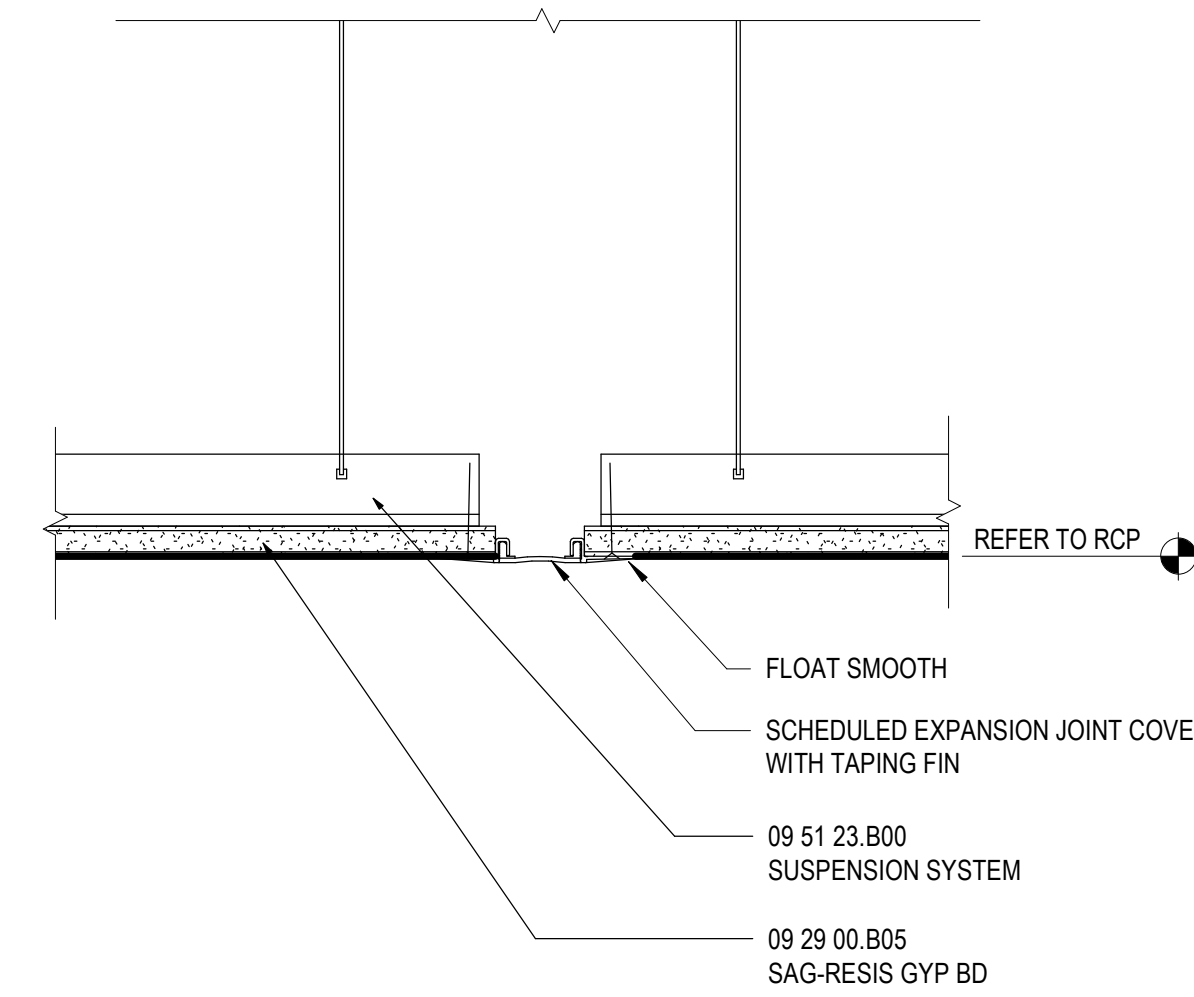 REFER TO RCP
FLOAT SMOOTH
SCHEDULED EXPANSION JOINT COVE
WITH TAPING FIN
09 51 23.B00
SUSPENSION SYSTEM
09 29 00.B05
SAG-RESIS GYP BD